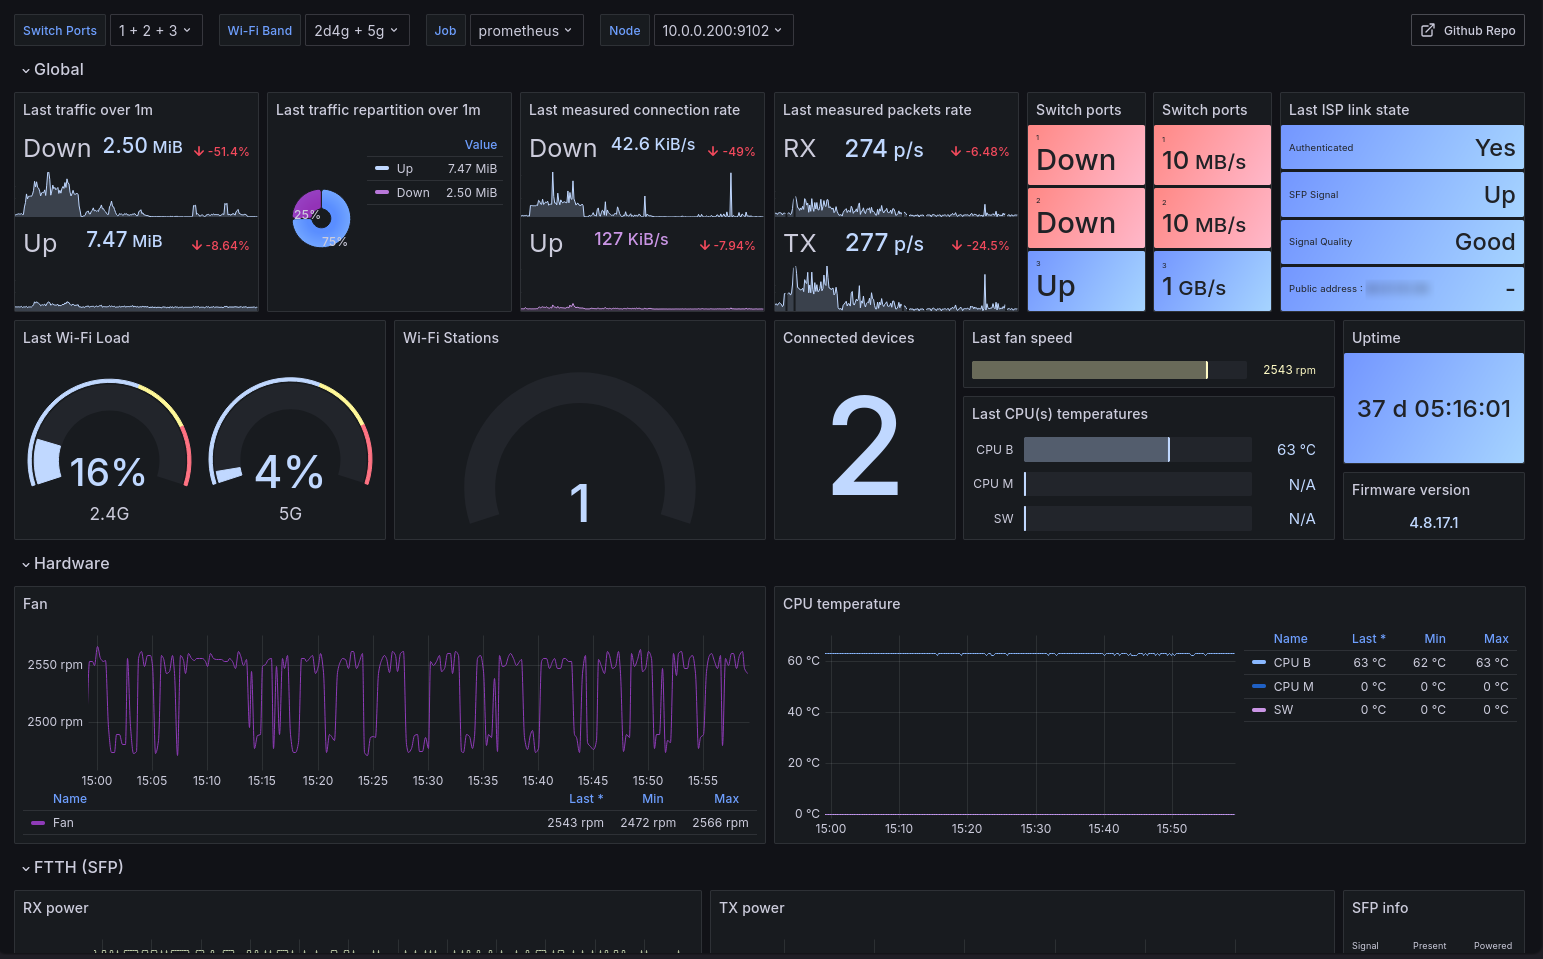 Switch Ports 1 + 2 + 3 Wi-Fi Band 2d4g + 5g Job prometheus Node 10.0.0.200:9102 Github Repo
Global
Last traffic over 1m
Down 2.50 MiB -51.4%
Up 7.47 MiB -8.64%
Last traffic repartition over 1m
Value
Up 7.47 MiB
Down 2.50 MiB
25%
75%
Last measured connection rate
Down 42.6 KiB/s -49%
Up 127 KiB/s -7.94%
Last measured packets rate
RX 274 p/s -6.48%
TX 277 p/s -24.5%
Switch ports
1
Down
2
Down
3
Up
Switch ports
1
10 MB/s
2
10 MB/s
3
1 GB/s
Last ISP link state
Authenticated Yes
SFP Signal Up
Signal Quality Good
Public address : -
Last Wi-Fi Load
16%
2.4G
4%
5G
Wi-Fi Stations
1
Connected devices
2
Last fan speed
2543 rpm
Last CPU(s) temperatures
CPU B 63 °C
CPU M N/A
SW N/A
Uptime
37 d 05:16:01
Firmware version
4.8.17.1
Hardware
Fan
2550 rpm
2500 rpm
15:00 15:05 15:10 15:15 15:20 15:25 15:30 15:35 15:40 15:45 15:50 15:55
Name Last * Min Max
Fan 2543 rpm 2472 rpm 2566 rpm
CPU temperature
60 °C
40 °C
20 °C
0 °C
15:00 15:10 15:20 15:30 15:40 15:50
Name Last * Min Max
CPU B 63 °C 62 °C 63 °C
CPU M 0 °C 0 °C 0 °C
SW 0 °C 0 °C 0 °C
FTTH (SFP)
RX power
TX power
SFP info
Signal Present Powered